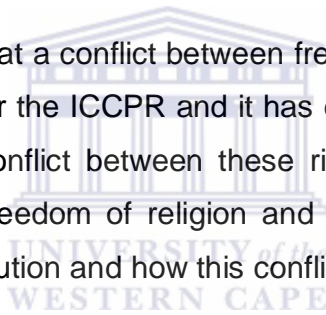 at a conflict between fre
r the ICCPR and it has
onflict between these ri
eedom of religion and
UNIVERSITY of the
ution and how this confli
WESTERN CAPE